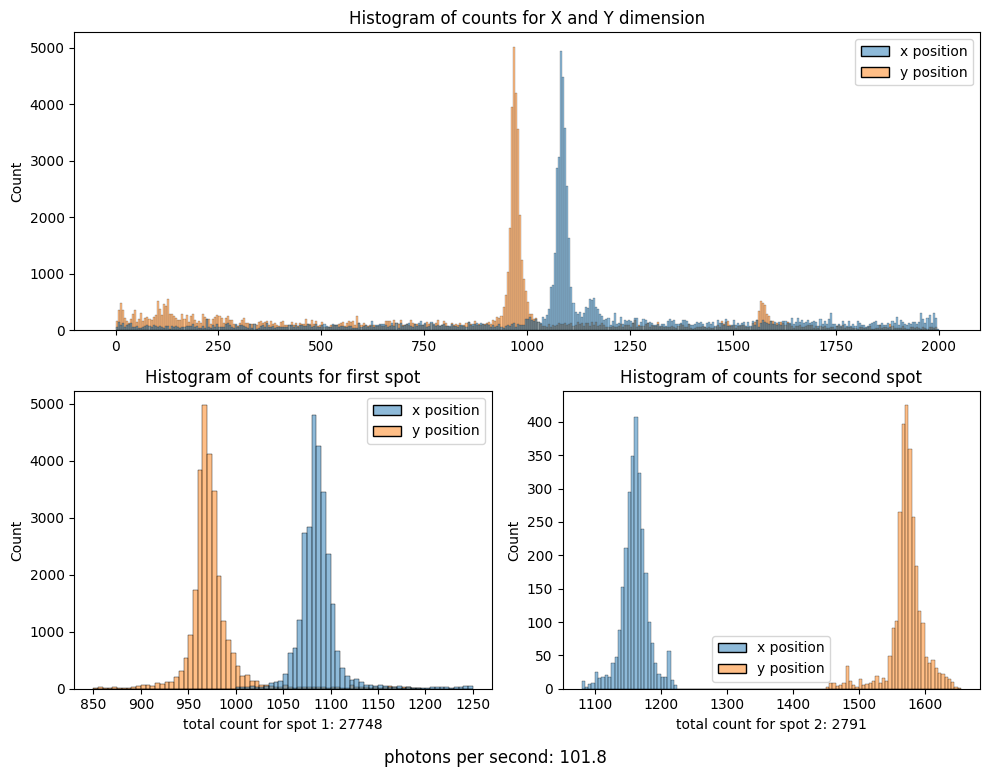 Histogram of counts for X and Y dimension
x position
y position
Count
5000
4000
3000
2000
1000
0
0 250 500 750 1000 1250 1500 1750 2000
Histogram of counts for first spot
x position
y position
Count
5000
4000
3000
2000
1000
0
850 900 950 1000 1050 1100 1150 1200 1250
total count for spot 1: 27748
Histogram of counts for second spot
Count
400
350
300
250
200
150
100
50
0
x position
y position
1100 1200 1300 1400 1500 1600
total count for spot 2: 2791
photons per second: 101.8